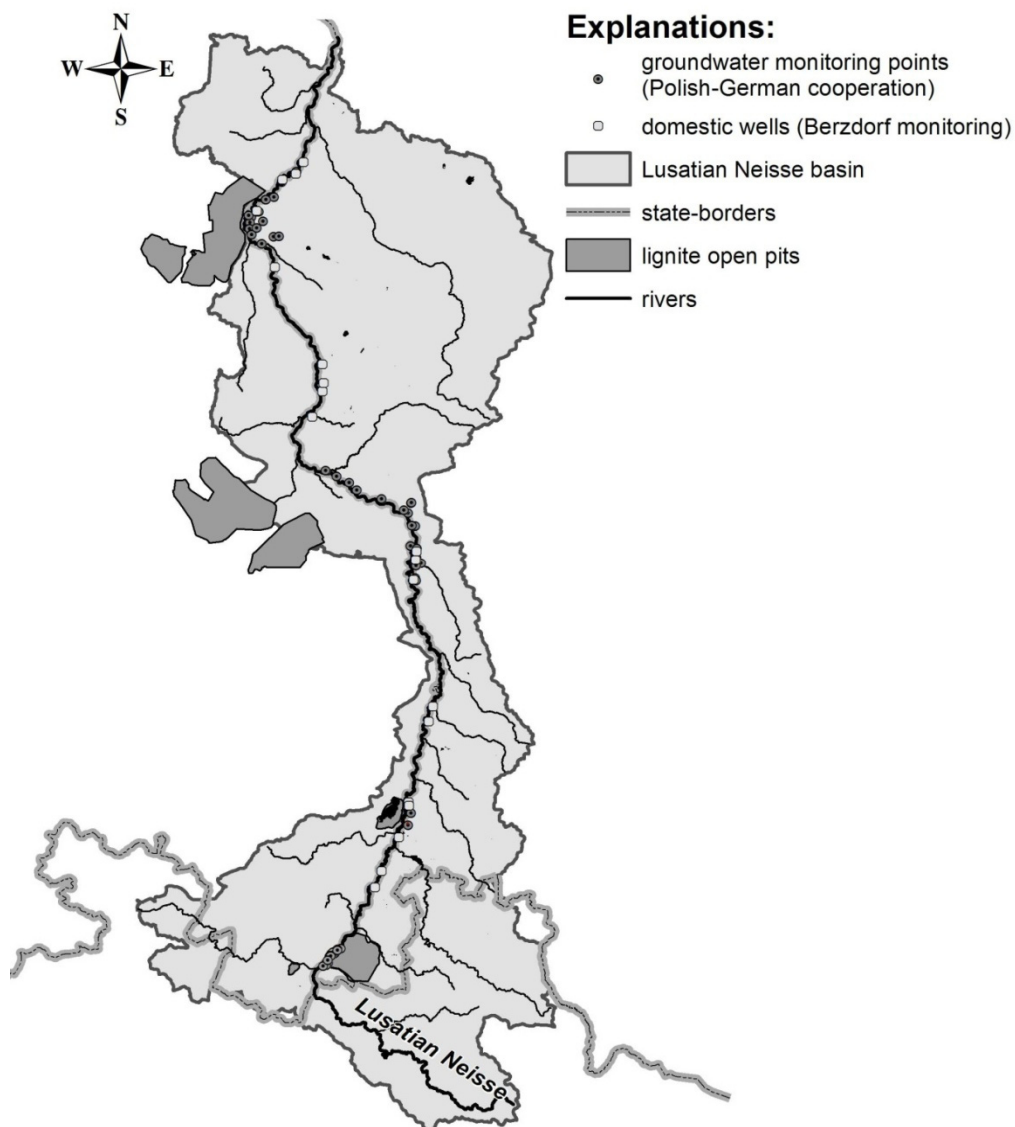 N
W E
S
Explanations:
groundwater monitoring points
(Polish-German cooperation)
domestic wells (Berzdorf monitoring)
Lusatian Neisse basin
state-borders
lignite open pits
rivers
Lusatian Neisse